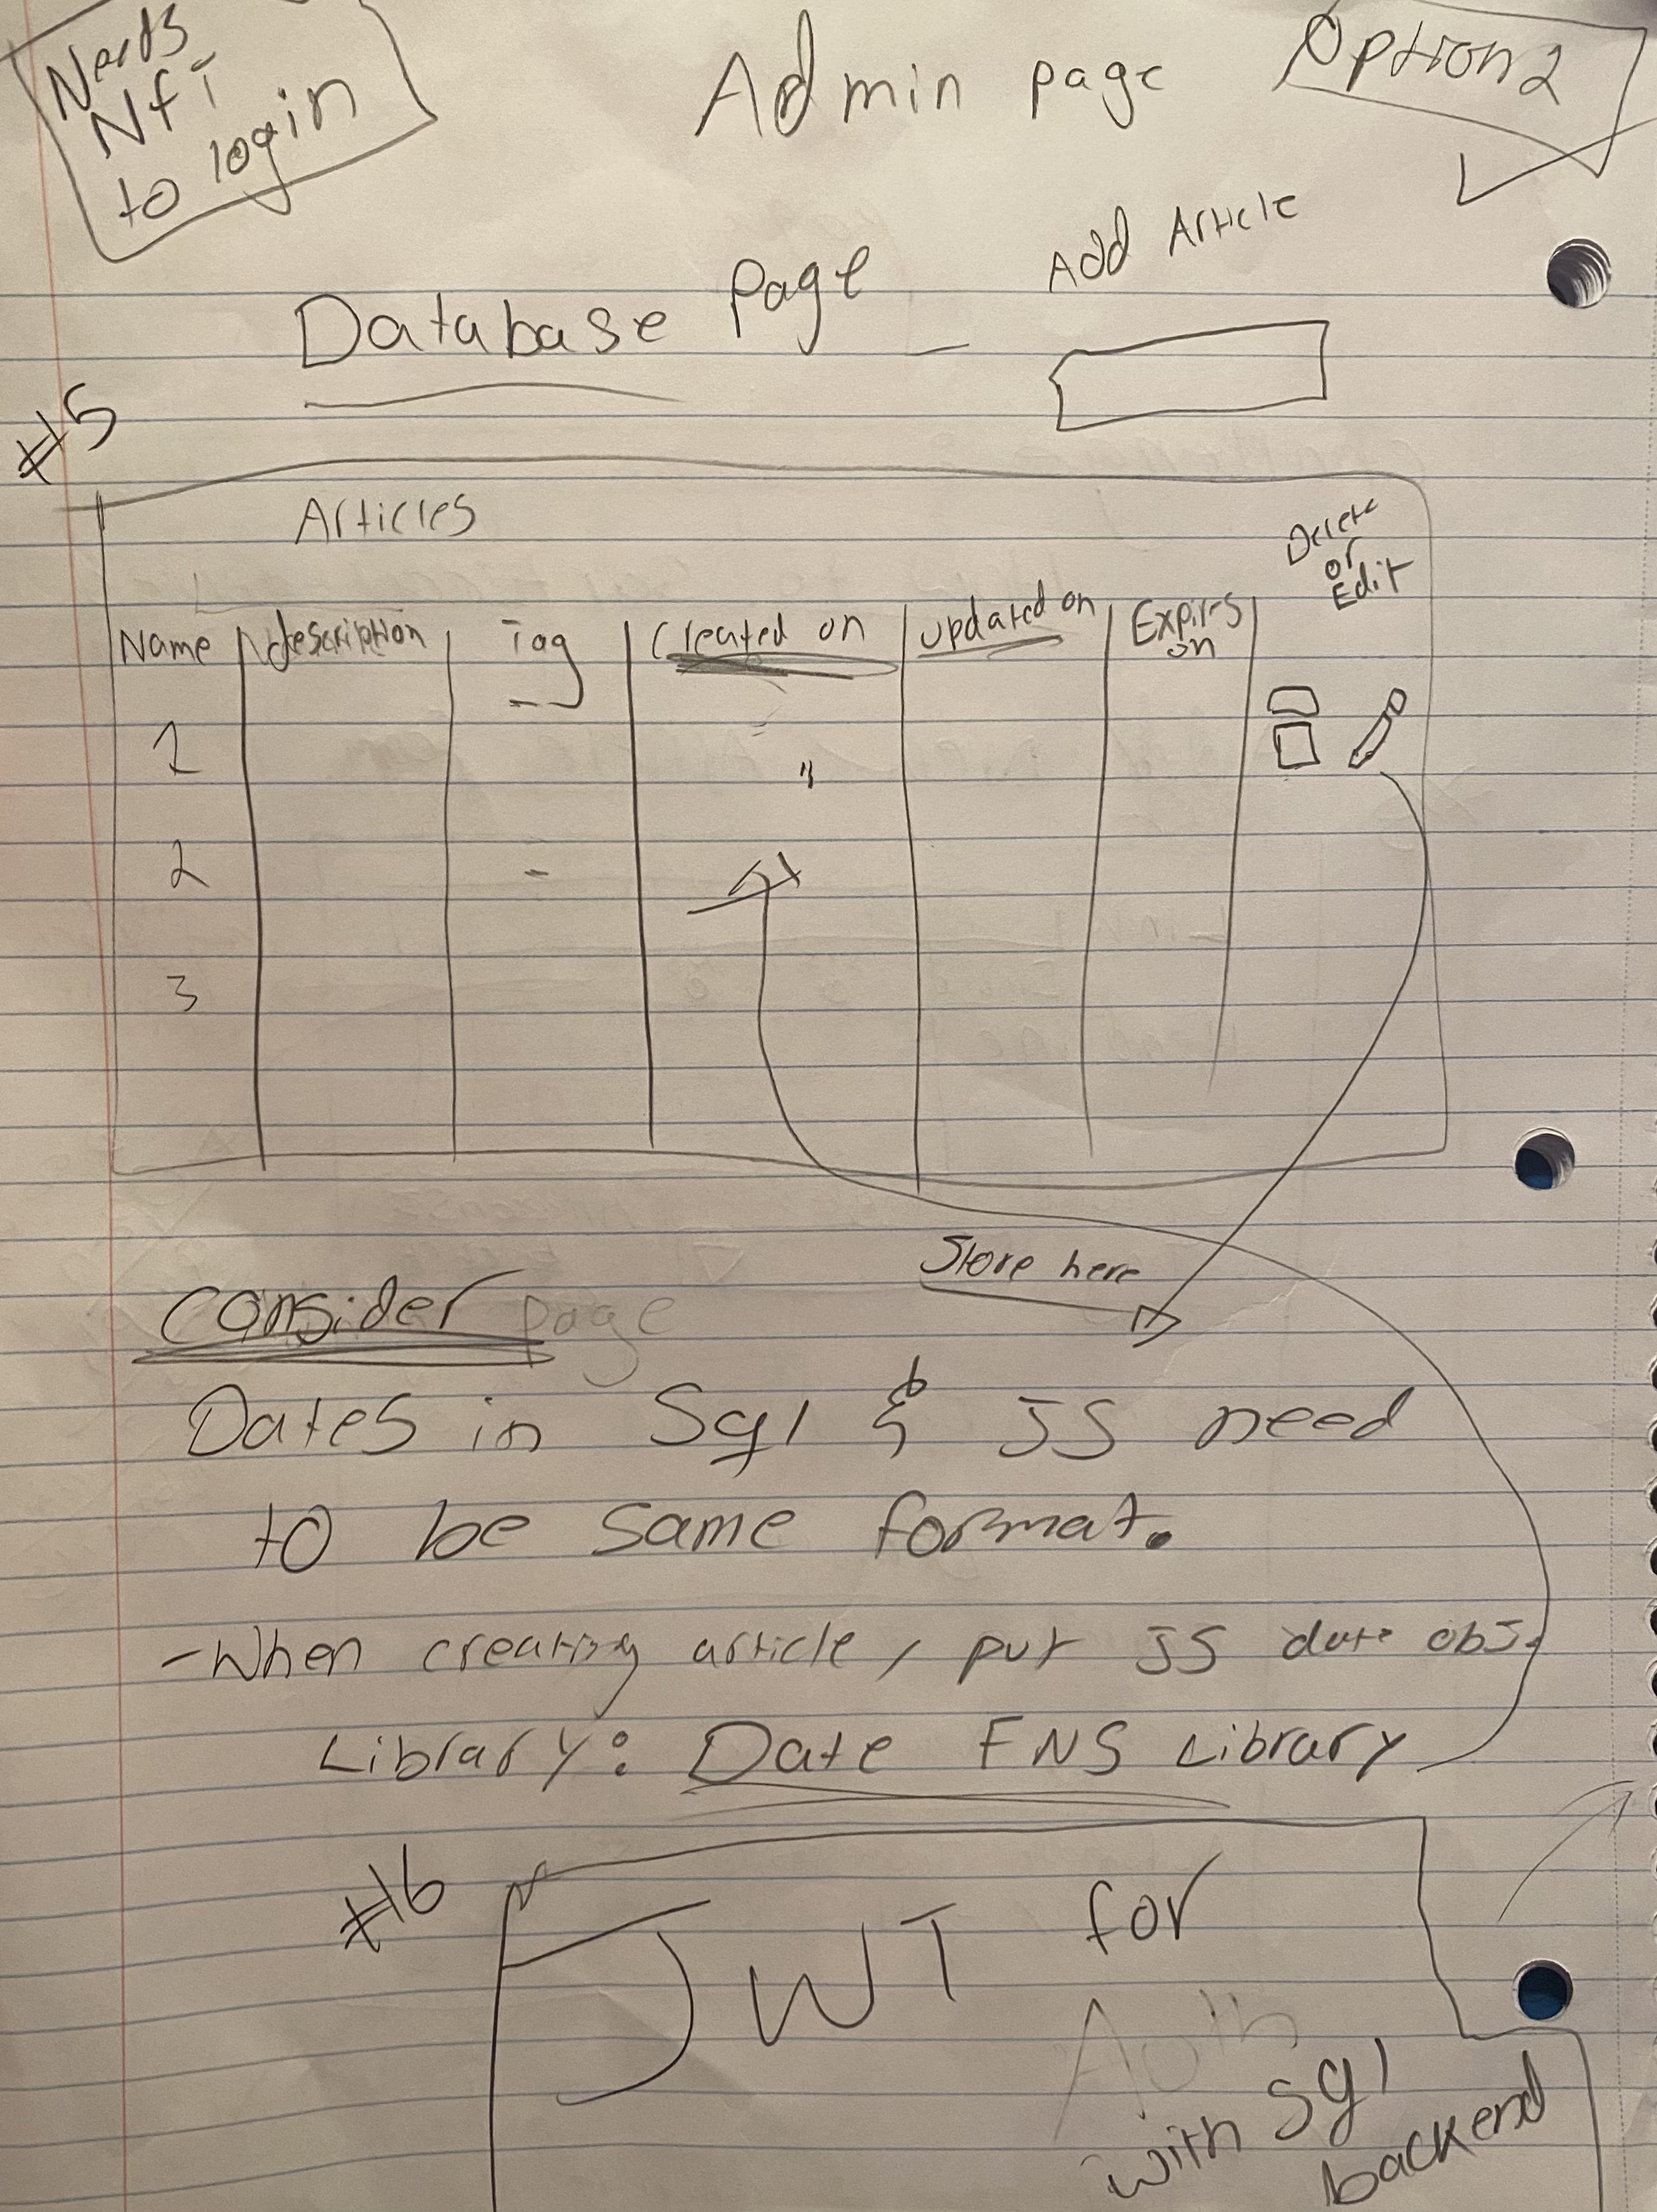 Needs
NfT
to login
Admin page
Option 2
Add Article
Database Page
#5
Articles
Delete
or
Edit
Name description Tag Created on updated on Expires
on
1
2
3
Store here
Consider page
Dates in Sql & JS need
to be same format.
- When creating article, put JS date obj.
Library: Date FNS Library
#6
JWT for
Auth
with Sql
backend